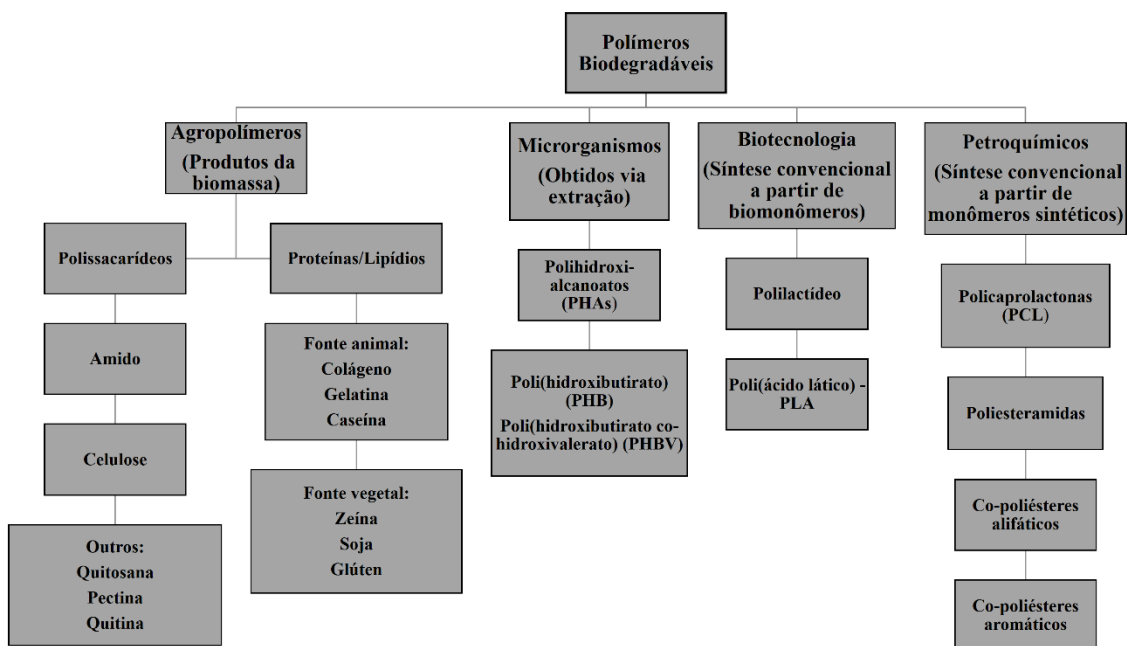 Polímeros
Biodegradáveis
Agropolímeros
(Produtos da
biomassa)
Microrganismos
(Obtidos via
extração)
Biotecnologia
(Síntese convencional
a partir de
biomonômeros)
Petroquímicos
(Síntese convencional
a partir de
monômeros sintéticos)
Polissacarídeos
Proteínas/Lipídios
Polihidroxi-
alcanoatos
(PHAs)
Polilactídeo
Policaprolactonas
(PCL)
Amido
Fonte animal:
Colágeno
Gelatina
Caseína
Poli(hidroxibutirato)
(PHB)
Poli(hidroxibutirato co-
hidroxivalerato) (PHBV)
Poli(ácido lático) -
PLA
Poliesteramidas
Celulose
Fonte vegetal:
Zeína
Soja
Glúten
Co-poliésteres
alifáticos
Outros:
Quitosana
Pectina
Quitina
Co-poliésteres
aromáticos